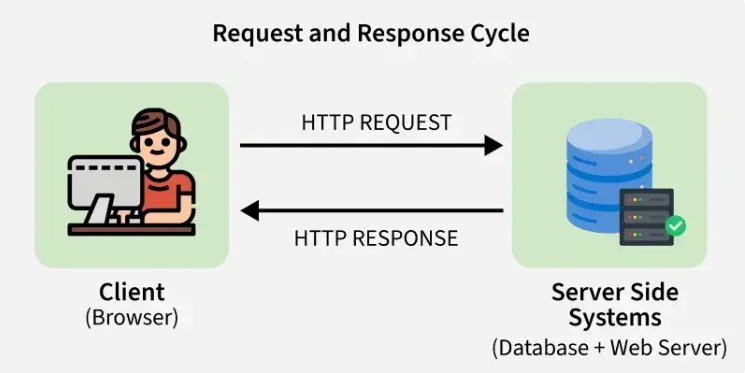 Request and Response Cycle
HTTP REQUEST
HTTP RESPONSE
Client
(Browser)
Server Side
Systems
(Database + Web Server)